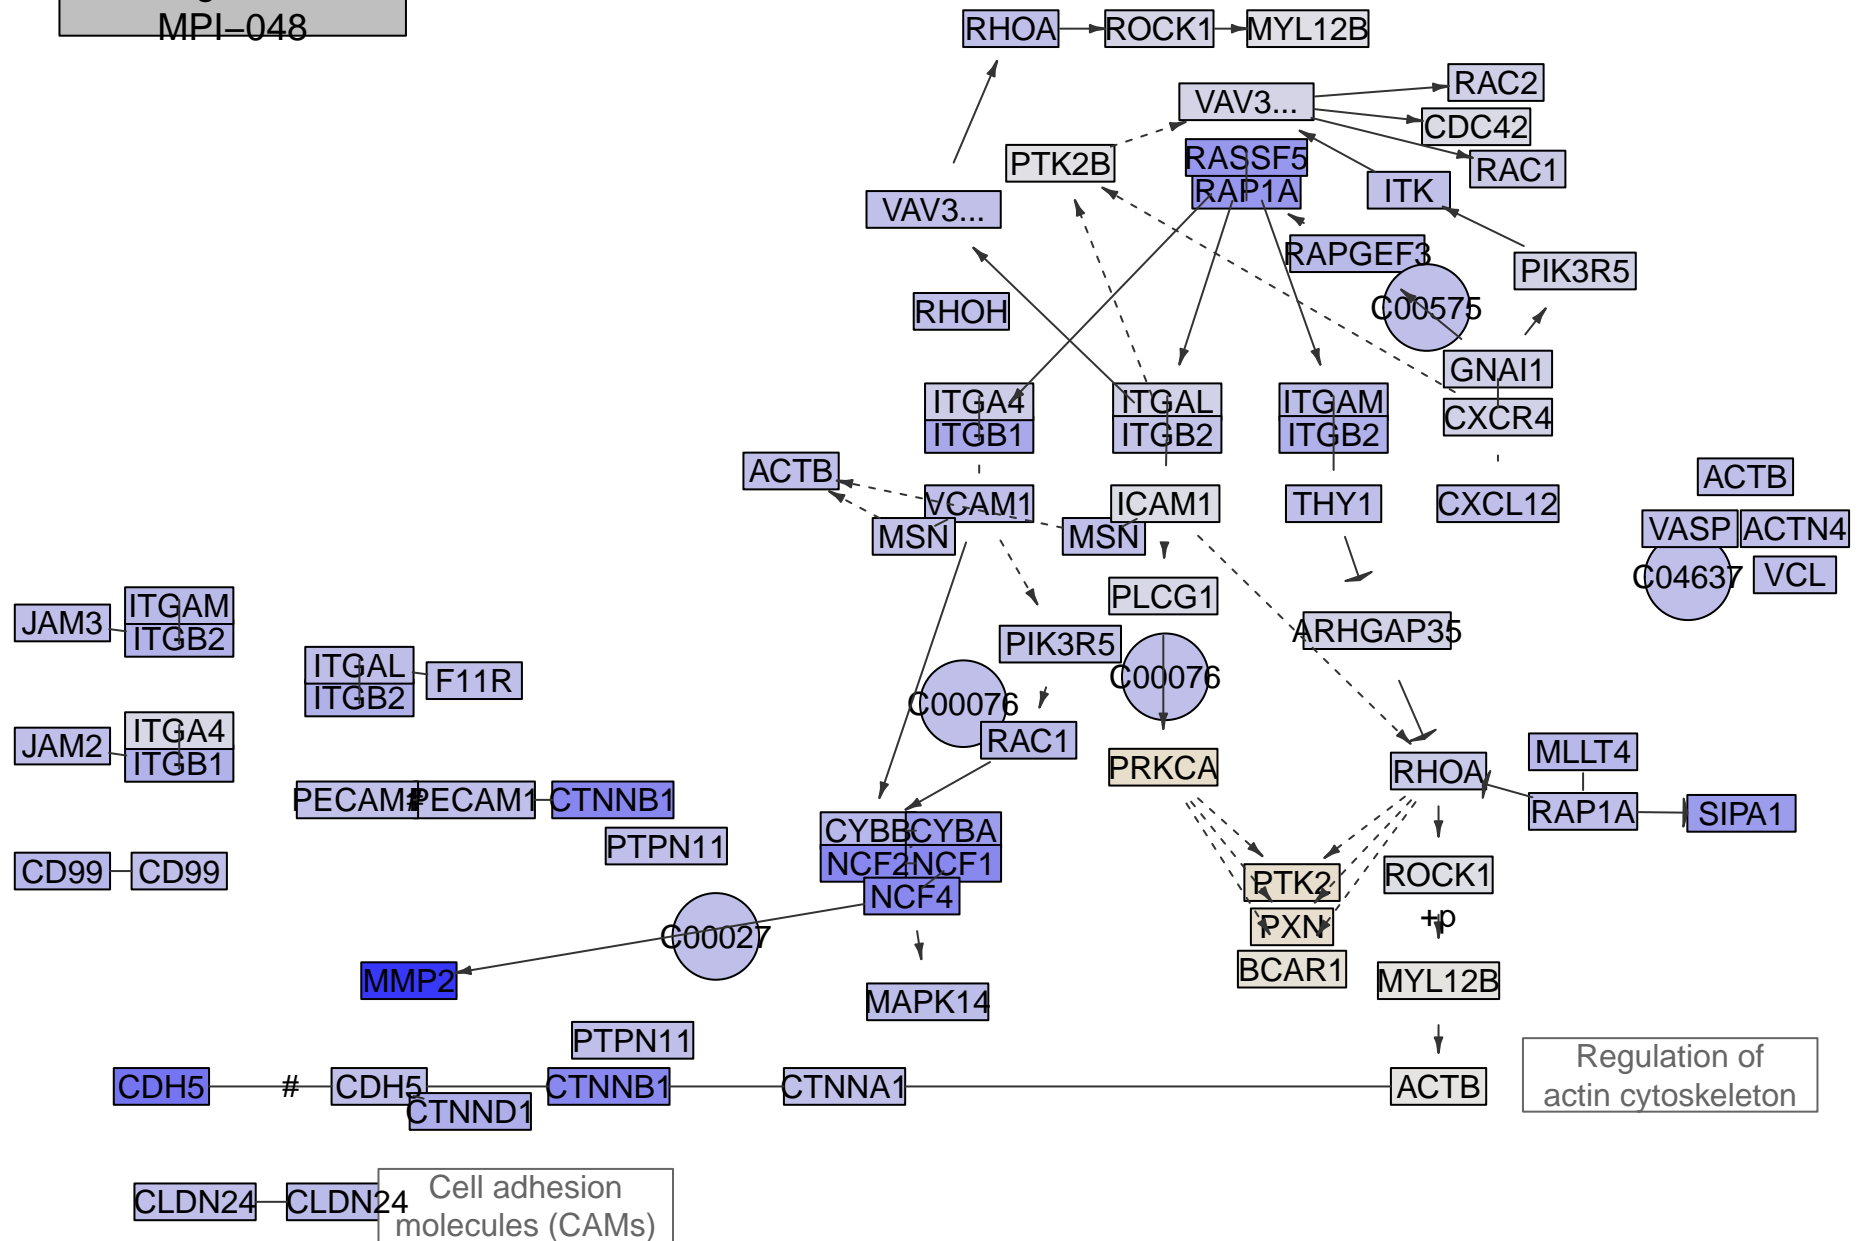 MPI−048
RHOA
ROCK1
MYL12B
RAC2
VAV3...
CDC42
PTK2B
RASSF5
RAC1
RAP1A
ITK
VAV3...
RAPGEF3
PIK3R5
C00575
RHOH
GNAI1
ITGA4
ITGAL
ITGAM
CXCR4
ITGB1
ITGB2
ITGB2
ACTB
ACTB
VCAM1
ICAM1
THY1
CXCL12
MSN
MSN
VASP
ACTN4
C04637
VCL
PLCG1
ITGAM
JAM3
ITGB2
ARHGAP35
PIK3R5
ITGAL
F11R
ITGB2
C00076
C00076
ITGA4
JAM2
ITGB1
RAC1
MLLT4
PRKCA
RHOA
PECAM1
#
PECAM1
CTNNB1
RAP1A
SIPA1
CYBB
CYBA
PTPN11
NCF2
NCF1
CD99
CD99
NCF4
PTK2
ROCK1
+p
PXN
C00027
BCAR1
MMP2
MYL12B
MAPK14
PTPN11
Regulation of
actin cytoskeleton
CDH5
#
CDH5
CTNNB1
CTNNA1
ACTB
CTNND1
CLDN24
CLDN24
Cell adhesion
molecules (CAMs)